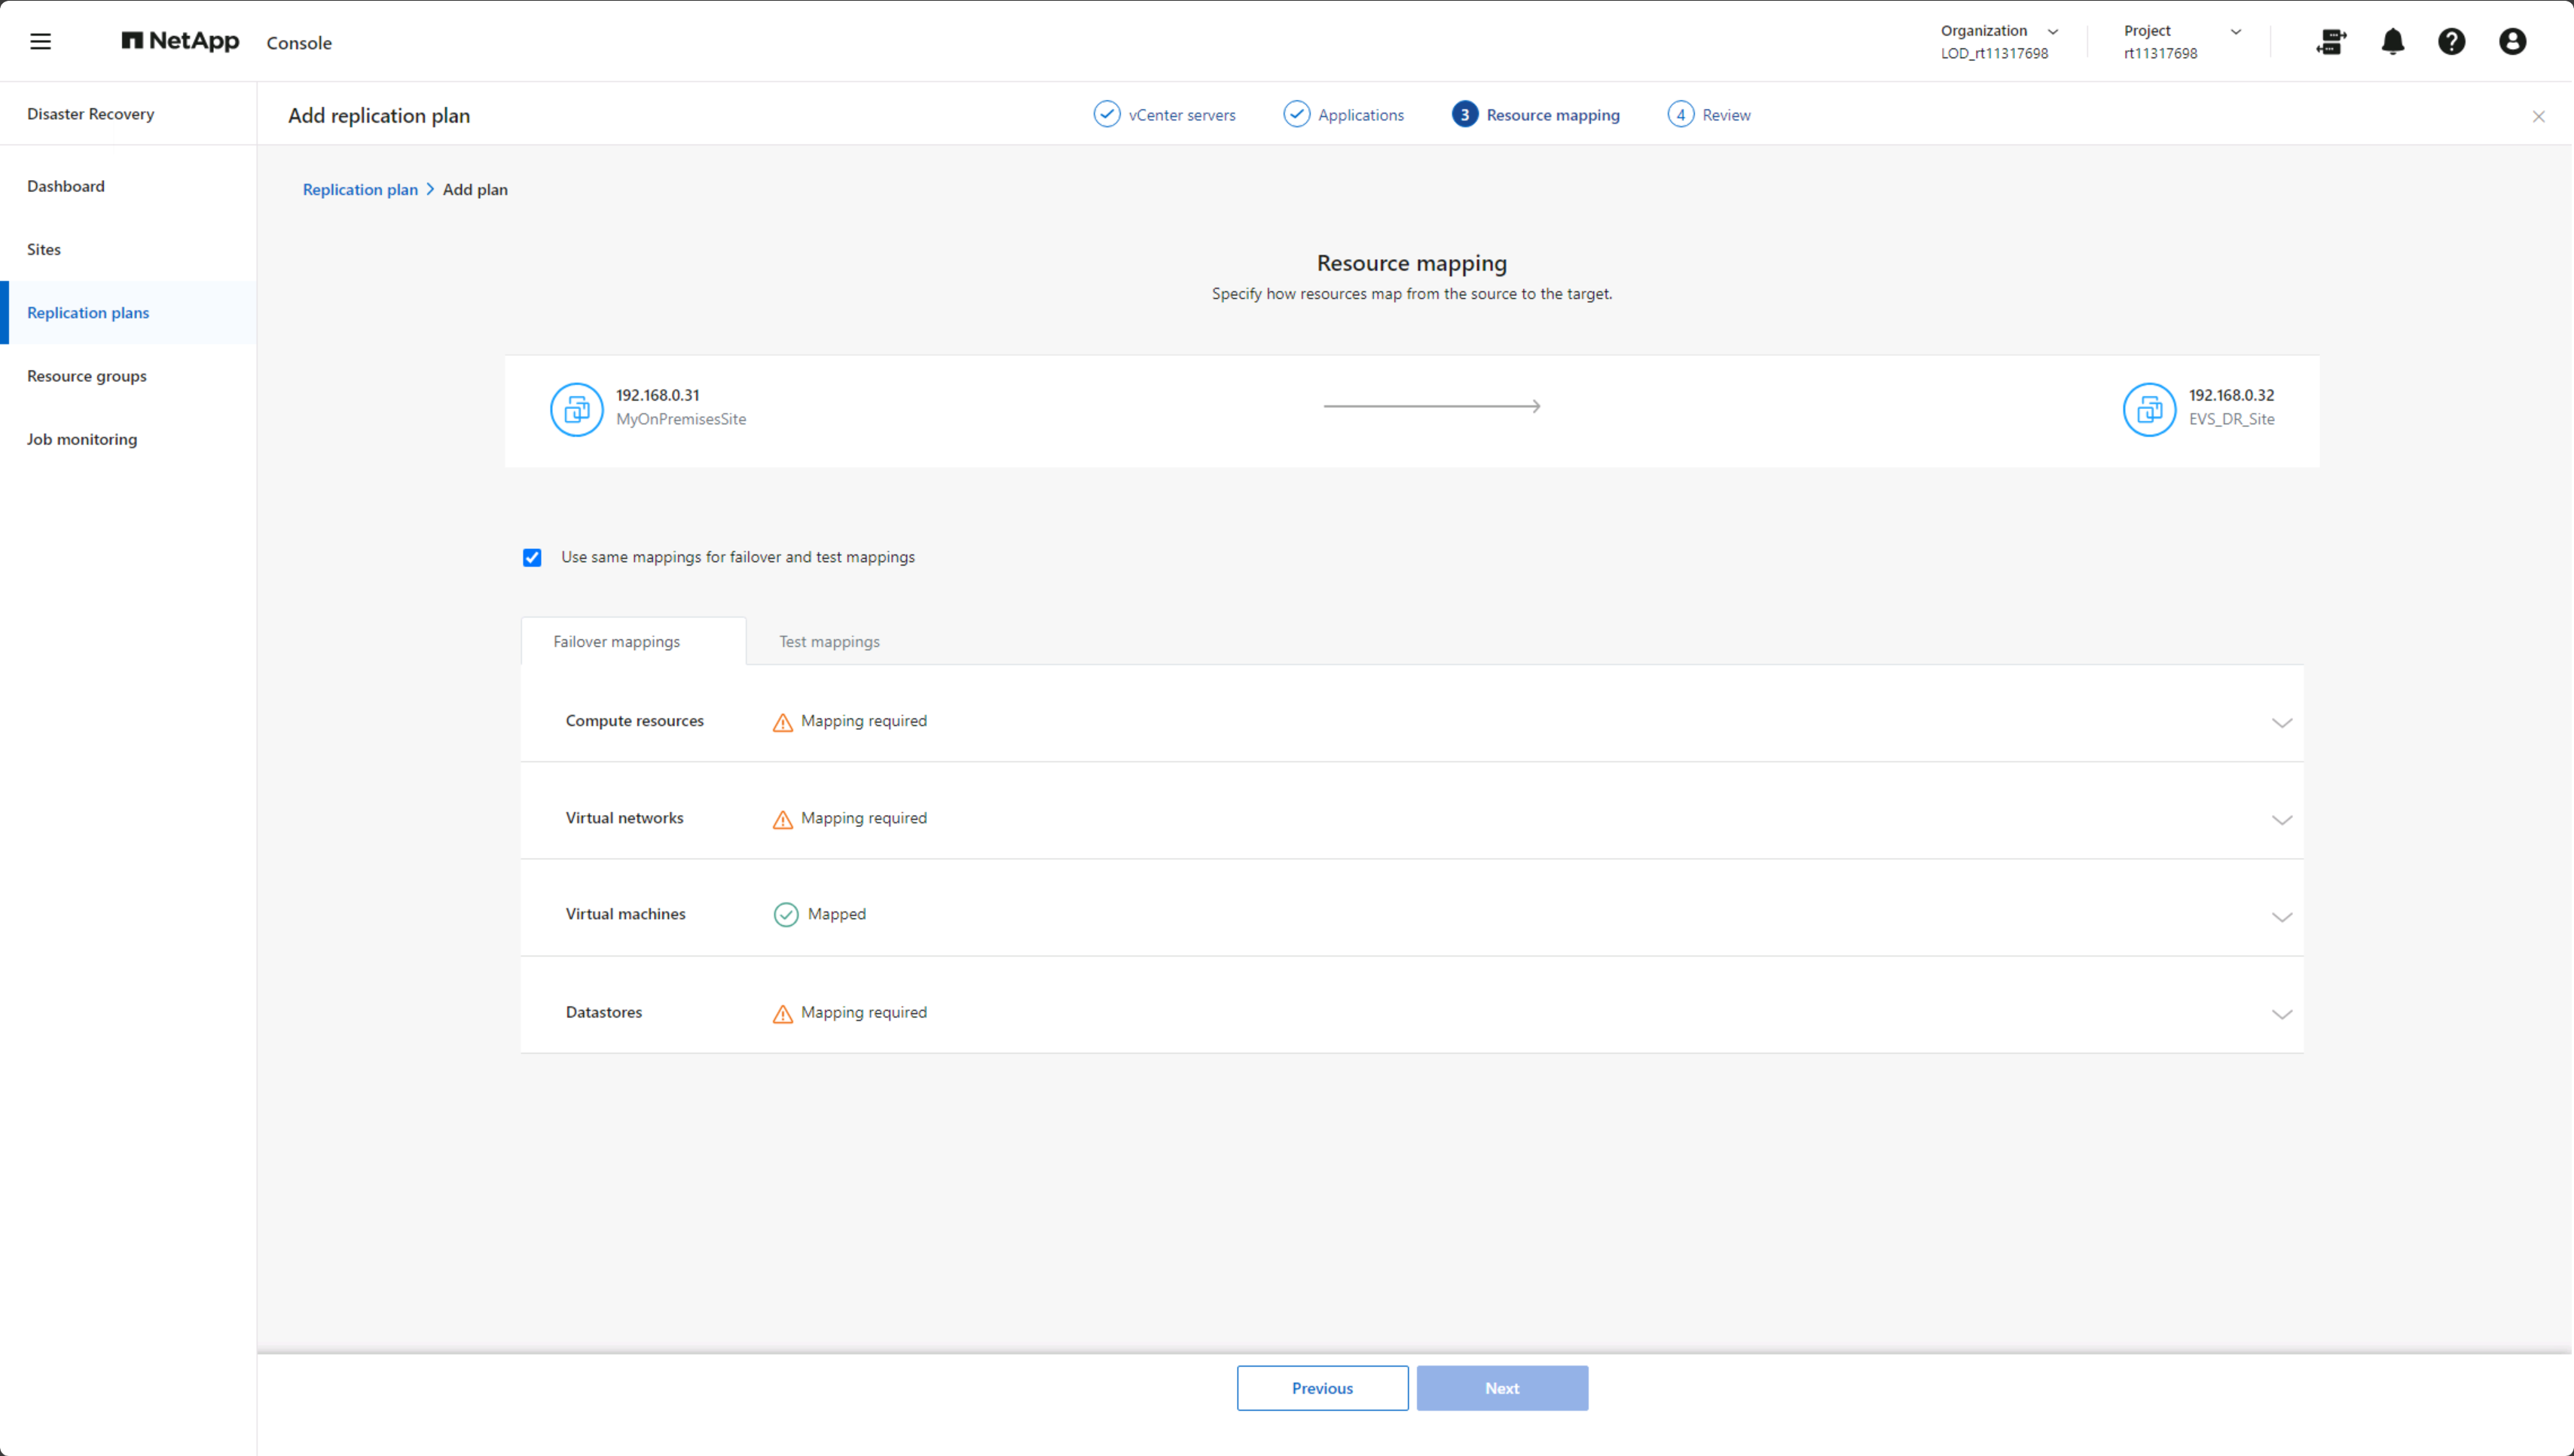 NetApp Console
Organization
LOD_rt11317698
Project
rt11317698
Disaster Recovery
Add replication plan
vCenter servers
Applications
3 Resource mapping
4 Review
Dashboard
Sites
Replication plans
Resource groups
Job monitoring
Replication plan > Add plan
Resource mapping
Specify how resources map from the source to the target.
192.168.0.31
MyOnPremisesSite
192.168.0.32
EVS_DR_Site
Use same mappings for failover and test mappings
Failover mappings
Test mappings
Compute resources Mapping required
Virtual networks Mapping required
Virtual machines Mapped
Datastores Mapping required
Previous
Next